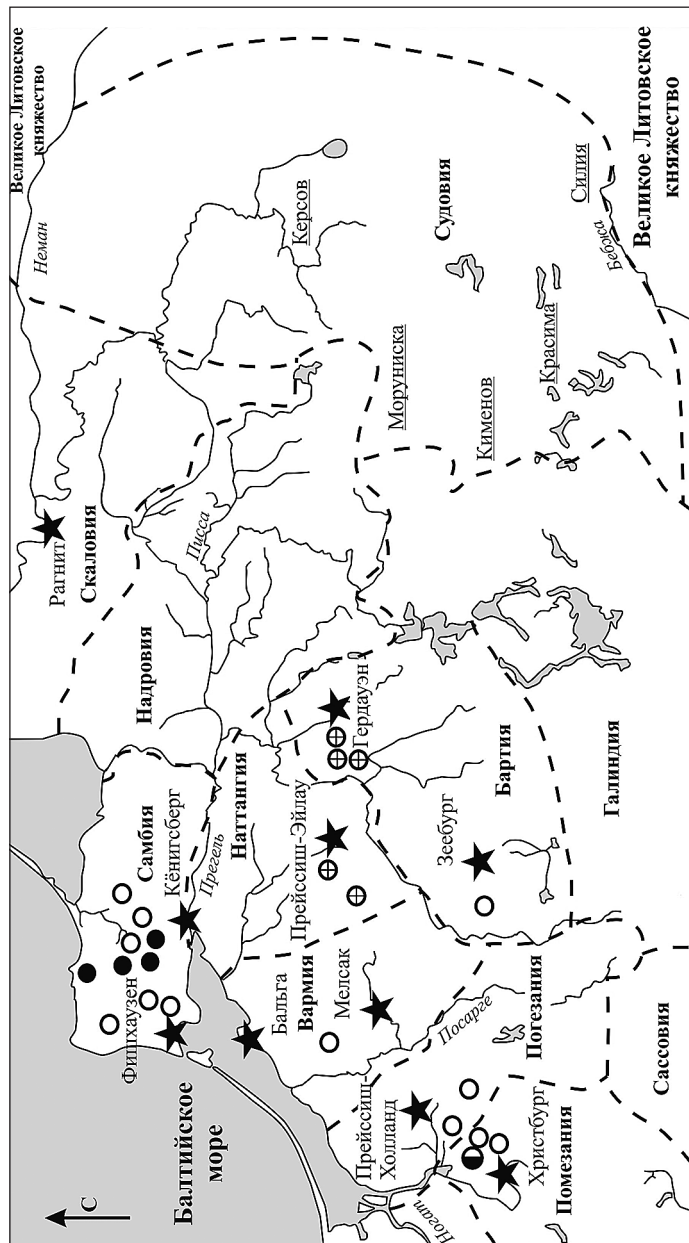 С
Балтийское
море
Великое Литовское
княжество
Неман
Рагнит
Скаловия
Надровия
Самбия
Кёнигсберг
Фишхаузен
Прегель
Писса
Керсов
Судовия
Моруниска
Кименов
Красима
Силия
Бебжа
Великое Литовское
княжество
Наттангия
Прейссиш-Эйлау
Гердауэн
Бальга
Вармия
Мелсак
Зеебург
Бартия
Галиндия
Прейссиш-
Холланд
Посарге
Погезания
Ногат
Христбург
Помезания
Сассовия